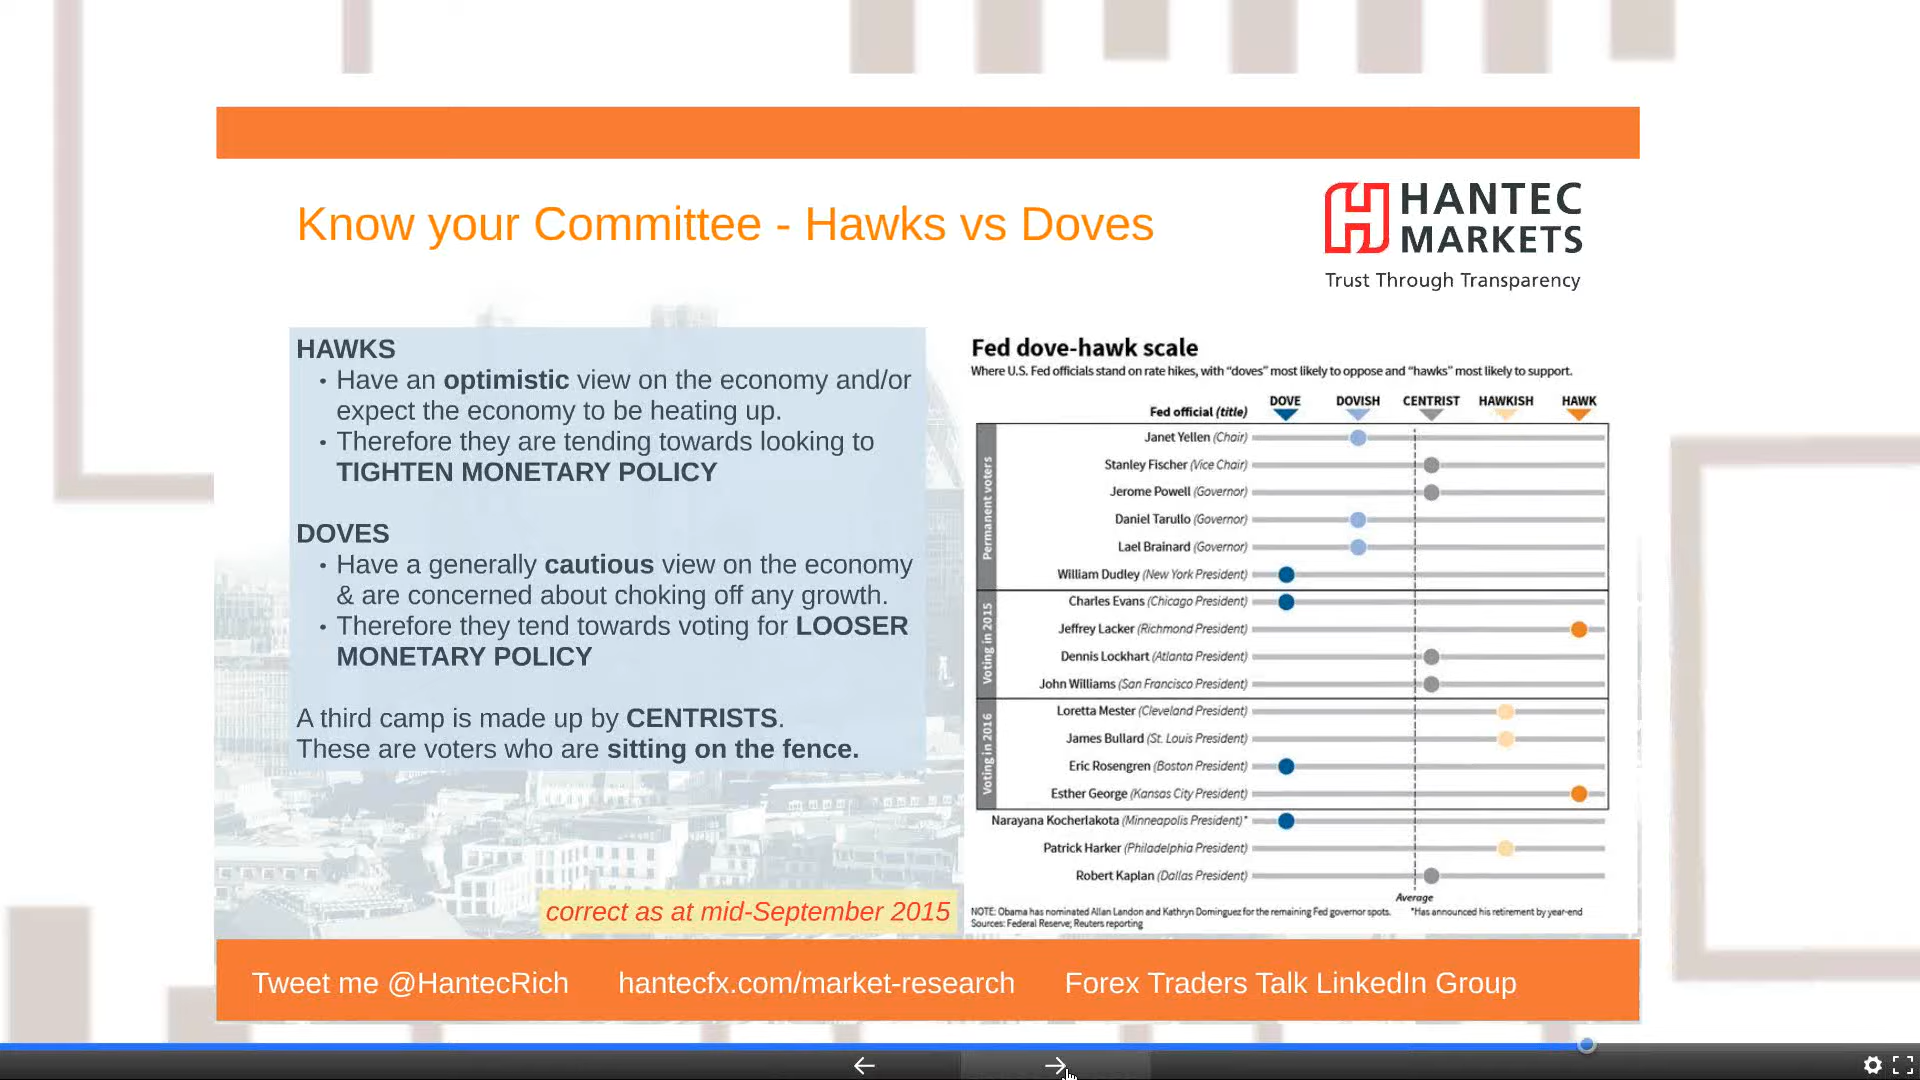 Know your Committee - Hawks vs Doves
HANTEC
MARKETS
Trust Through Transparency
HAWKS
• Have an optimistic view on the economy and/or
expect the economy to be heating up.
• Therefore they are tending towards looking to
TIGHTEN MONETARY POLICY
DOVES
• Have a generally cautious view on the economy
& are concerned about choking off any growth.
• Therefore they tend towards voting for LOOSER
MONETARY POLICY
A third camp is made up by CENTRISTS.
These are voters who are sitting on the fence.
correct as at mid-September 2015
Fed dove-hawk scale
Where U.S. Fed officials stand on rate hikes, with “doves” most likely to oppose and “hawks” most likely to support.
Fed official (title)
DOVE DOVISH CENTRIST HAWKISH HAWK
Permanent voters
Janet Yellen (Chair)
Stanley Fischer (Vice Chair)
Jerome Powell (Governor)
Daniel Tarullo (Governor)
Lael Brainard (Governor)
William Dudley (New York President)
Voting in 2015
Charles Evans (Chicago President)
Jeffrey Lacker (Richmond President)
Dennis Lockhart (Atlanta President)
John Williams (San Francisco President)
Voting in 2016
Loretta Mester (Cleveland President)
James Bullard (St. Louis President)
Eric Rosengren (Boston President)
Esther George (Kansas City President)
Narayana Kocherlakota (Minneapolis President)*
Patrick Harker (Philadelphia President)
Robert Kaplan (Dallas President)
Average
NOTE: Obama has nominated Allan Landon and Kathryn Dominguez for the remaining Fed governor spots. *Has announced his retirement by year-end
Sources: Federal Reserve; Reuters reporting
Tweet me @HantecRich hantecfx.com/market-research Forex Traders Talk LinkedIn Group